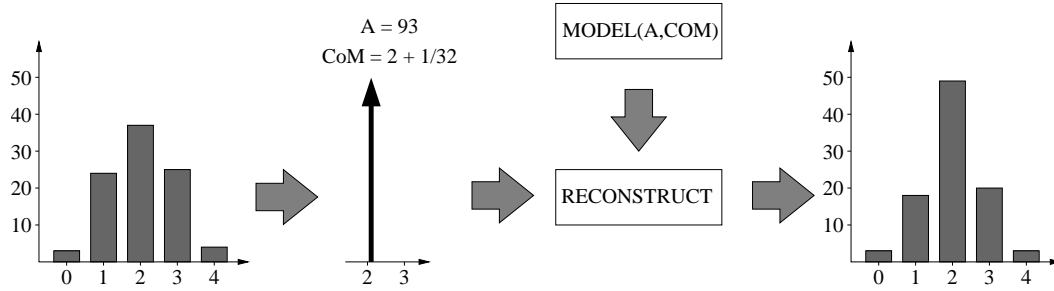 A = 93
CoM = 2 + 1/32
MODEL(A,COM)
RECONSTRUCT
50
40
30
20
10
0 1 2 3 4
2 3
50
40
30
20
10
0 1 2 3 4